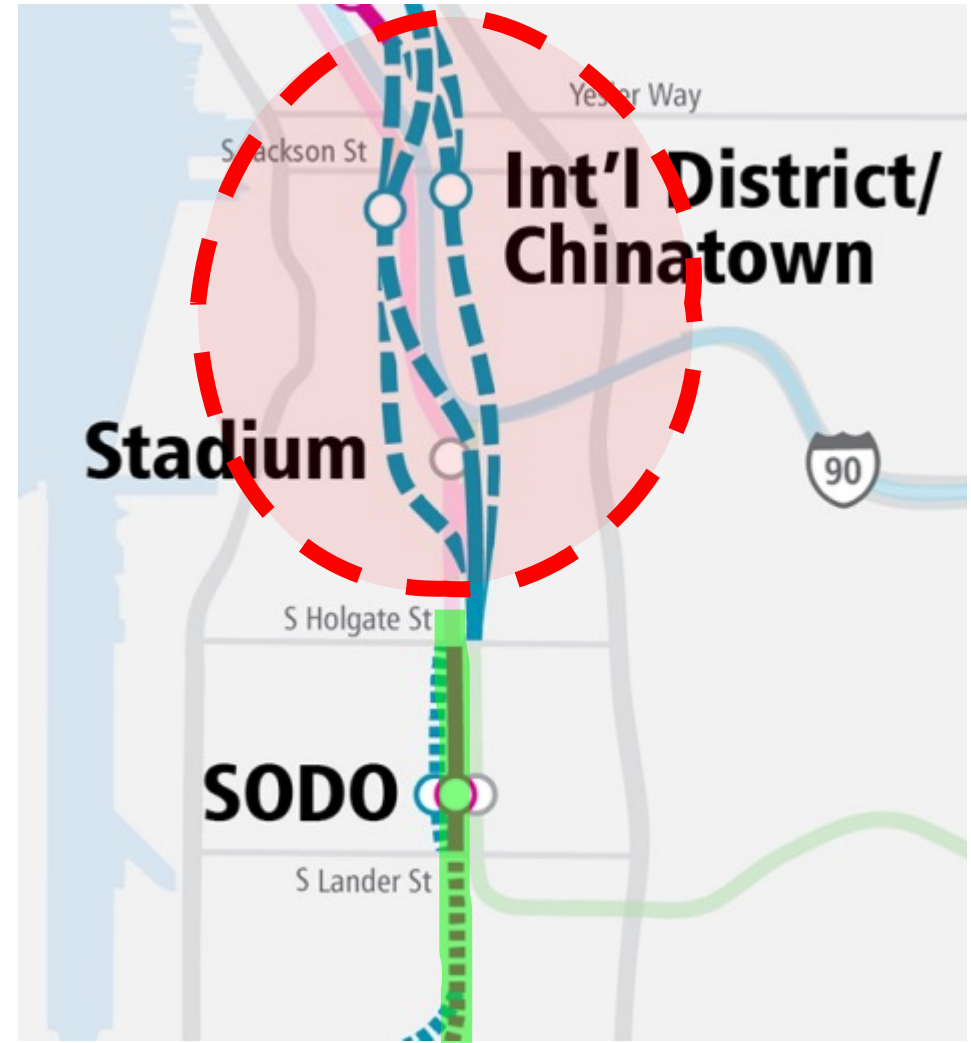 Yesler Way
S Jackson St
Int'l District/
Chinatown
Stadium
90
S Holgate St
SODO
S Lander St